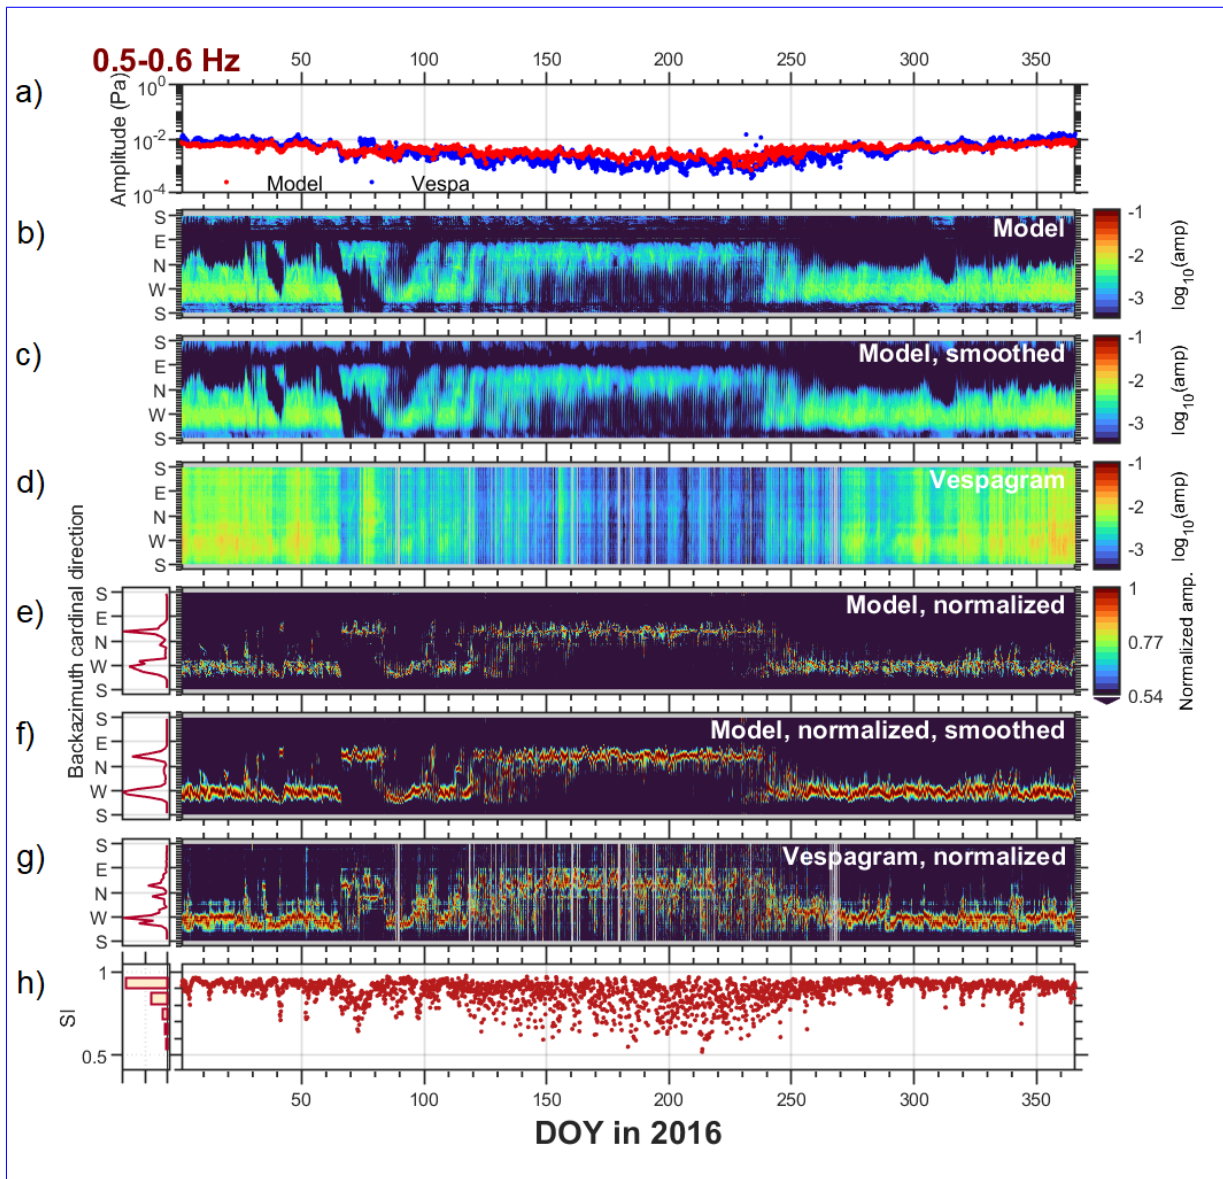 0.5-0.6 Hz
50 100 150 200 250 300 350
a)
Amplitude (Pa)
10^0
10^-2
10^-4
Model
Vespa
b)
S
E
N
W
S
Model
-1
-2
-3
log10(amp)
c)
S
E
N
W
S
Model, smoothed
-1
-2
-3
log10(amp)
d)
S
E
N
W
S
Vespagram
-1
-2
-3
log10(amp)
Backazimuth cardinal direction
e)
S
E
N
W
S
Model, normalized
1
0.77
0.54
Normalized amp.
f)
S
E
N
W
S
Model, normalized, smoothed
g)
S
E
N
W
S
Vespagram, normalized
h)
SI
1
0.5
50 100 150 200 250 300 350
DOY in 2016